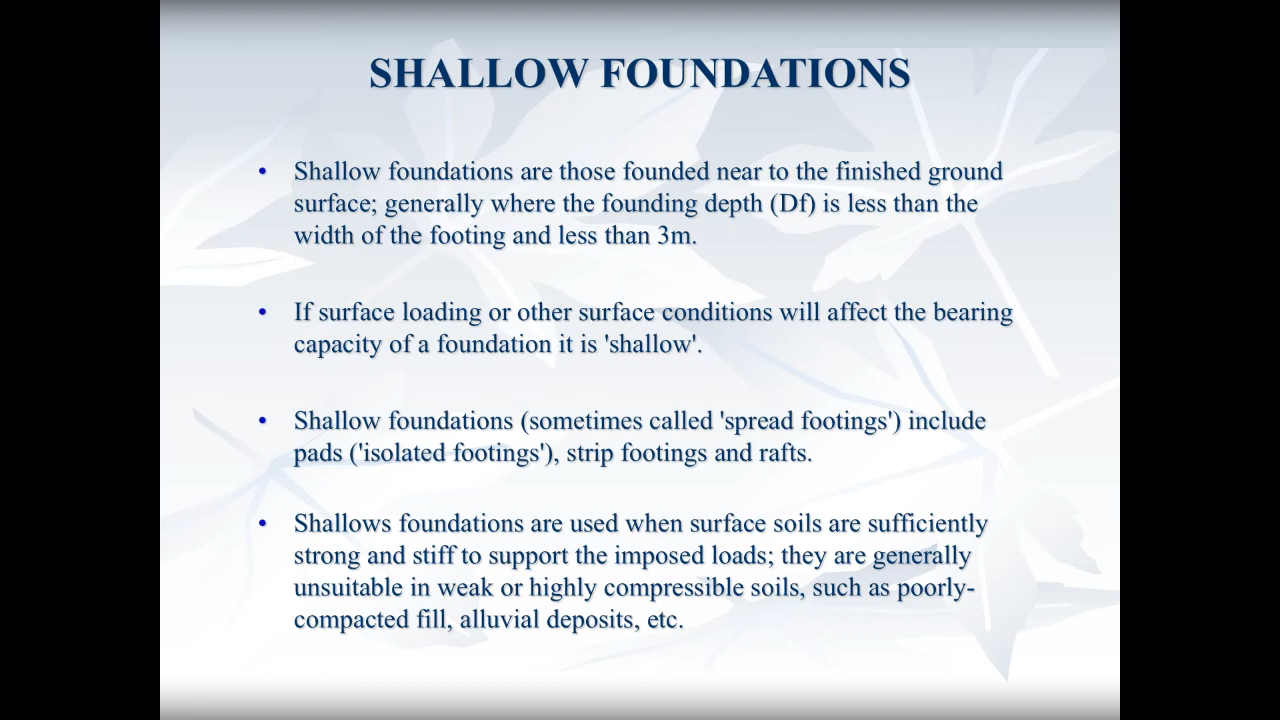 SHALLOW FOUNDATIONS
• Shallow foundations are those founded near to the finished ground
surface; generally where the founding depth (Df) is less than the
width of the footing and less than 3m.
• If surface loading or other surface conditions will affect the bearing
capacity of a foundation it is 'shallow'.
• Shallow foundations (sometimes called 'spread footings') include
pads ('isolated footings'), strip footings and rafts.
• Shallows foundations are used when surface soils are sufficiently
strong and stiff to support the imposed loads; they are generally
unsuitable in weak or highly compressible soils, such as poorly-
compacted fill, alluvial deposits, etc.